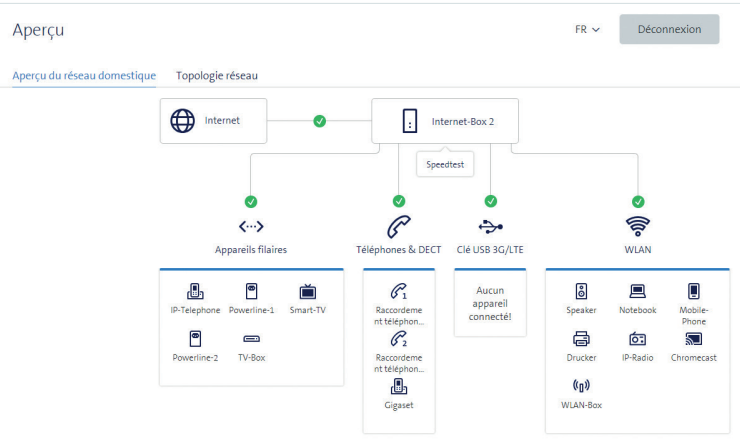 Aperçu
FR
Déconnexion
Aperçu du réseau domestique
Topologie réseau
Internet
Internet-Box 2
Speedtest
Appareils filaires
Téléphones & DECT
Clé USB 3G/LTE
WLAN
IP-Telephone
Powerline-1
Smart-TV
Powerline-2
TV-Box
1
Raccordeme
nt téléphon...
2
Raccordeme
nt téléphon...
Gigaset
Aucun
appareil
connecté!
Speaker
Notebook
Mobile-
Phone
Drucker
IP-Radio
Chromecast
WLAN-Box